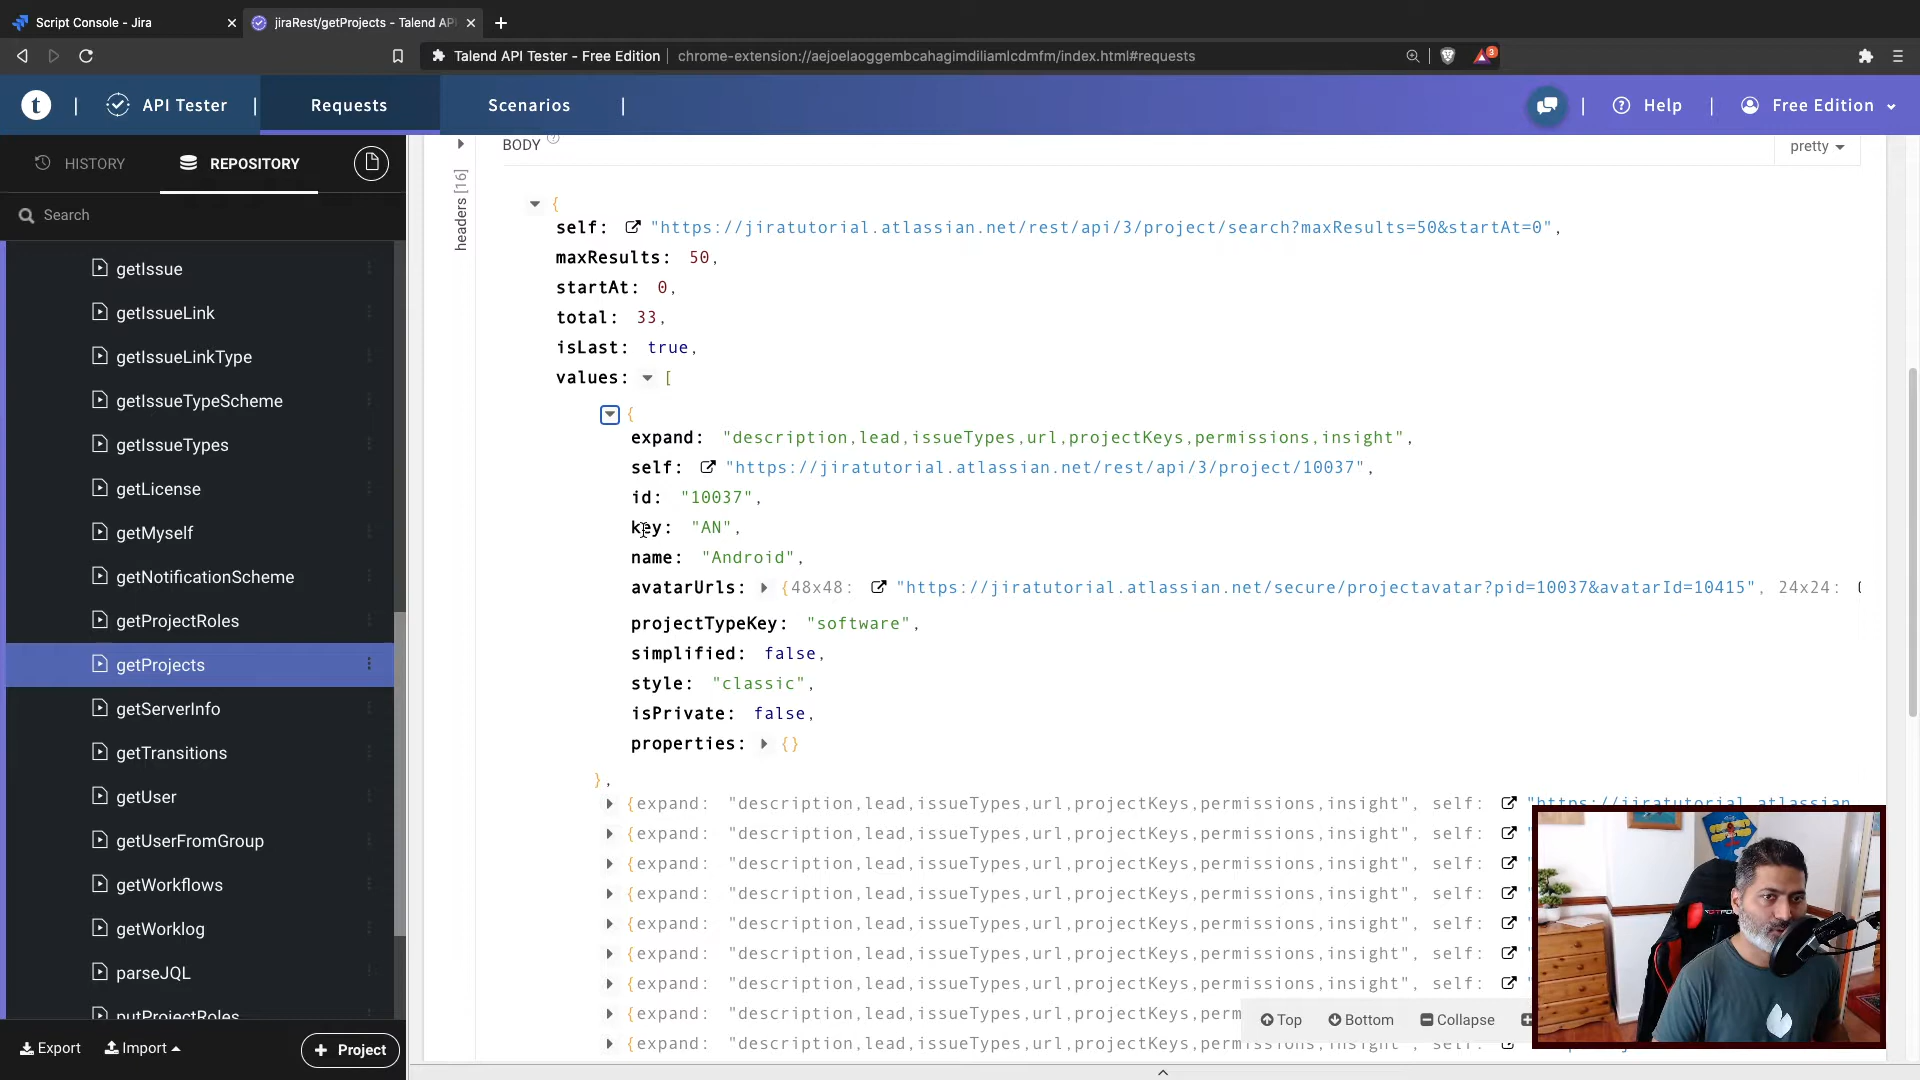 Script Console - Jira
jiraRest/getProjects - Talend API
Talend API Tester - Free Edition
chrome-extension://aejoelaoggembcahagimdiliamlcdmfm/index.html#requests
3
t
API Tester
Requests
Scenarios
Help
Free Edition
HISTORY
REPOSITORY
Search
getIssue
getIssueLink
getIssueLinkType
getIssueTypeScheme
getIssueTypes
getLicense
getMyself
getNotificationScheme
getProjectRoles
getProjects
getServerInfo
getTransitions
getUser
getUserFromGroup
getWorkflows
getWorklog
parseJQL
putProjectRoles
Export
Import
+ Project
headers [16]
BODY
pretty
{
self: "https://jiratutorial.atlassian.net/rest/api/3/project/search?maxResults=50&startAt=0",
maxResults: 50,
startAt: 0,
total: 33,
isLast: true,
values: [
{
expand: "description,lead,issueTypes,url,projectKeys,permissions,insight",
self: "https://jiratutorial.atlassian.net/rest/api/3/project/10037",
id: "10037",
key: "AN",
name: "Android",
avatarUrls: {48x48: "https://jiratutorial.atlassian.net/secure/projectavatar?pid=10037&avatarId=10415", 24x24:
projectTypeKey: "software",
simplified: false,
style: "classic",
isPrivate: false,
properties: {}
},
{expand: "description,lead,issueTypes,url,projectKeys,permissions,insight", self: "https://jiratutorial.atlassian
{expand: "description,lead,issueTypes,url,projectKeys,permissions,insight", self:
{expand: "description,lead,issueTypes,url,projectKeys,permissions,insight", self:
{expand: "description,lead,issueTypes,url,projectKeys,permissions,insight", self:
{expand: "description,lead,issueTypes,url,projectKeys,permissions,insight", self:
{expand: "description,lead,issueTypes,url,projectKeys,permissions,insight", self:
{expand: "description,lead,issueTypes,url,projectKeys,permissions,insight", self:
{expand: "description,lead,issueTypes,url,projectKeys,perm
{expand: "description,lead,issueTypes,url,projectKeys,permissions,insight", self:
Top
Bottom
Collapse